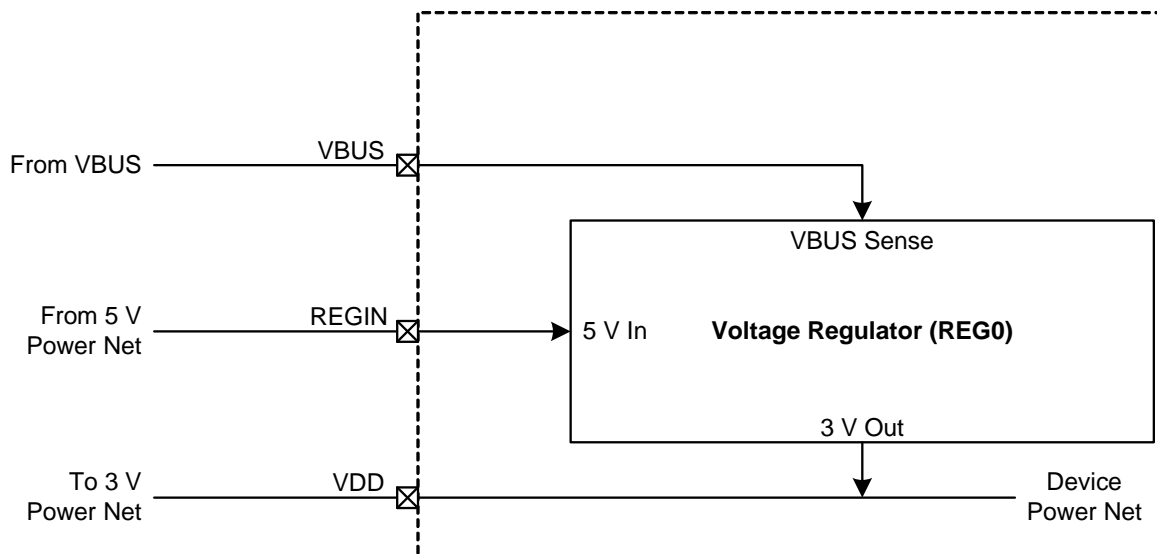 VBUS
From VBUS
VBUS Sense
From 5 V
Power Net
REGIN
5 V In
Voltage Regulator (REG0)
3 V Out
To 3 V
Power Net
VDD
Device
Power Net